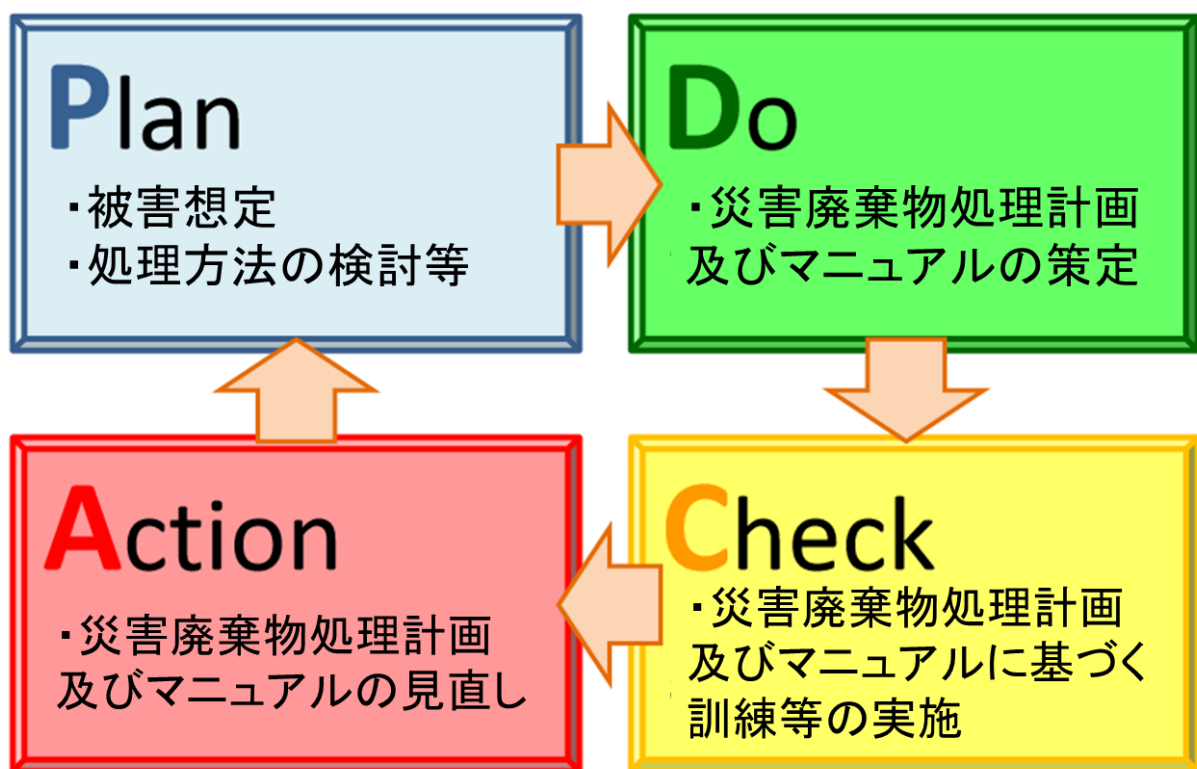 Plan
・被害想定
・処理方法の検討等
Do
・災害廃棄物処理計画
及びマニュアルの策定
Action
・災害廃棄物処理計画
及びマニュアルの見直し
Check
・災害廃棄物処理計画
及びマニュアルに基づく
訓練等の実施